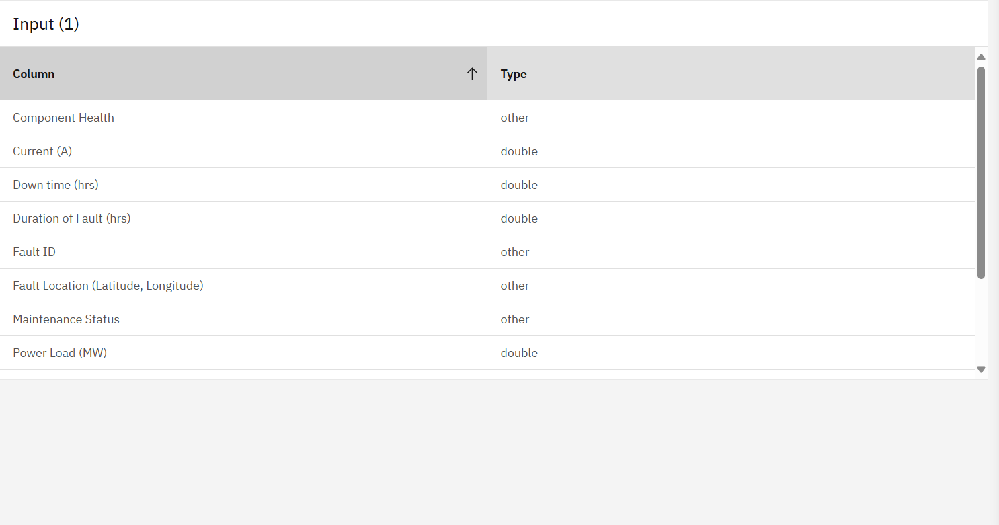 Input (1)
Column Type
Component Health other
Current (A) double
Down time (hrs) double
Duration of Fault (hrs) double
Fault ID other
Fault Location (Latitude, Longitude) other
Maintenance Status other
Power Load (MW) double